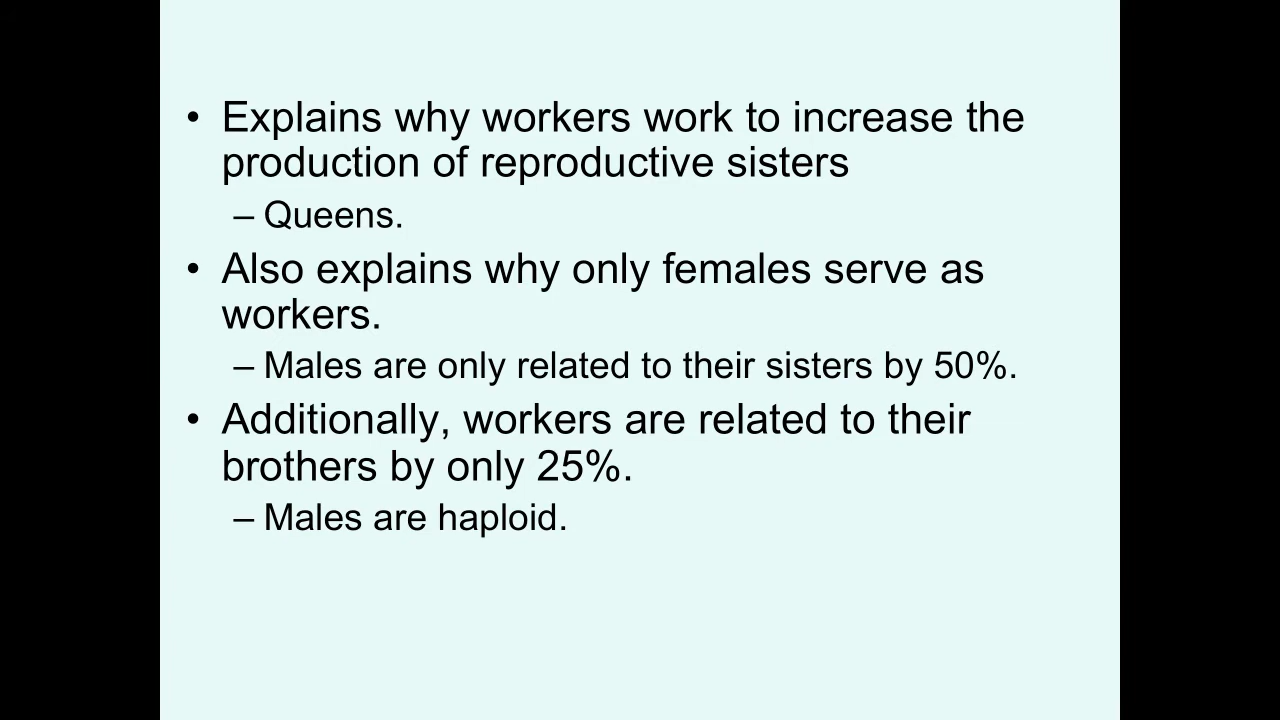 • Explains why workers work to increase the
production of reproductive sisters
– Queens.
• Also explains why only females serve as
workers.
– Males are only related to their sisters by 50%.
• Additionally, workers are related to their
brothers by only 25%.
– Males are haploid.